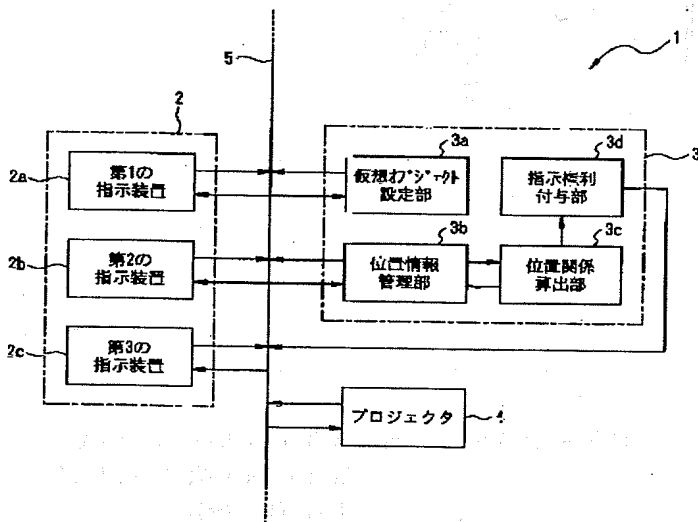 1
5
2
3a
3d
3
2a
第1の
指示装置
仮想オブジェクト
設定部
指示権利
付与部
3b
3c
2b
第2の
指示装置
位置情報
管理部
位置関係
算出部
2c
第3の
指示装置
プロジェクタ
4